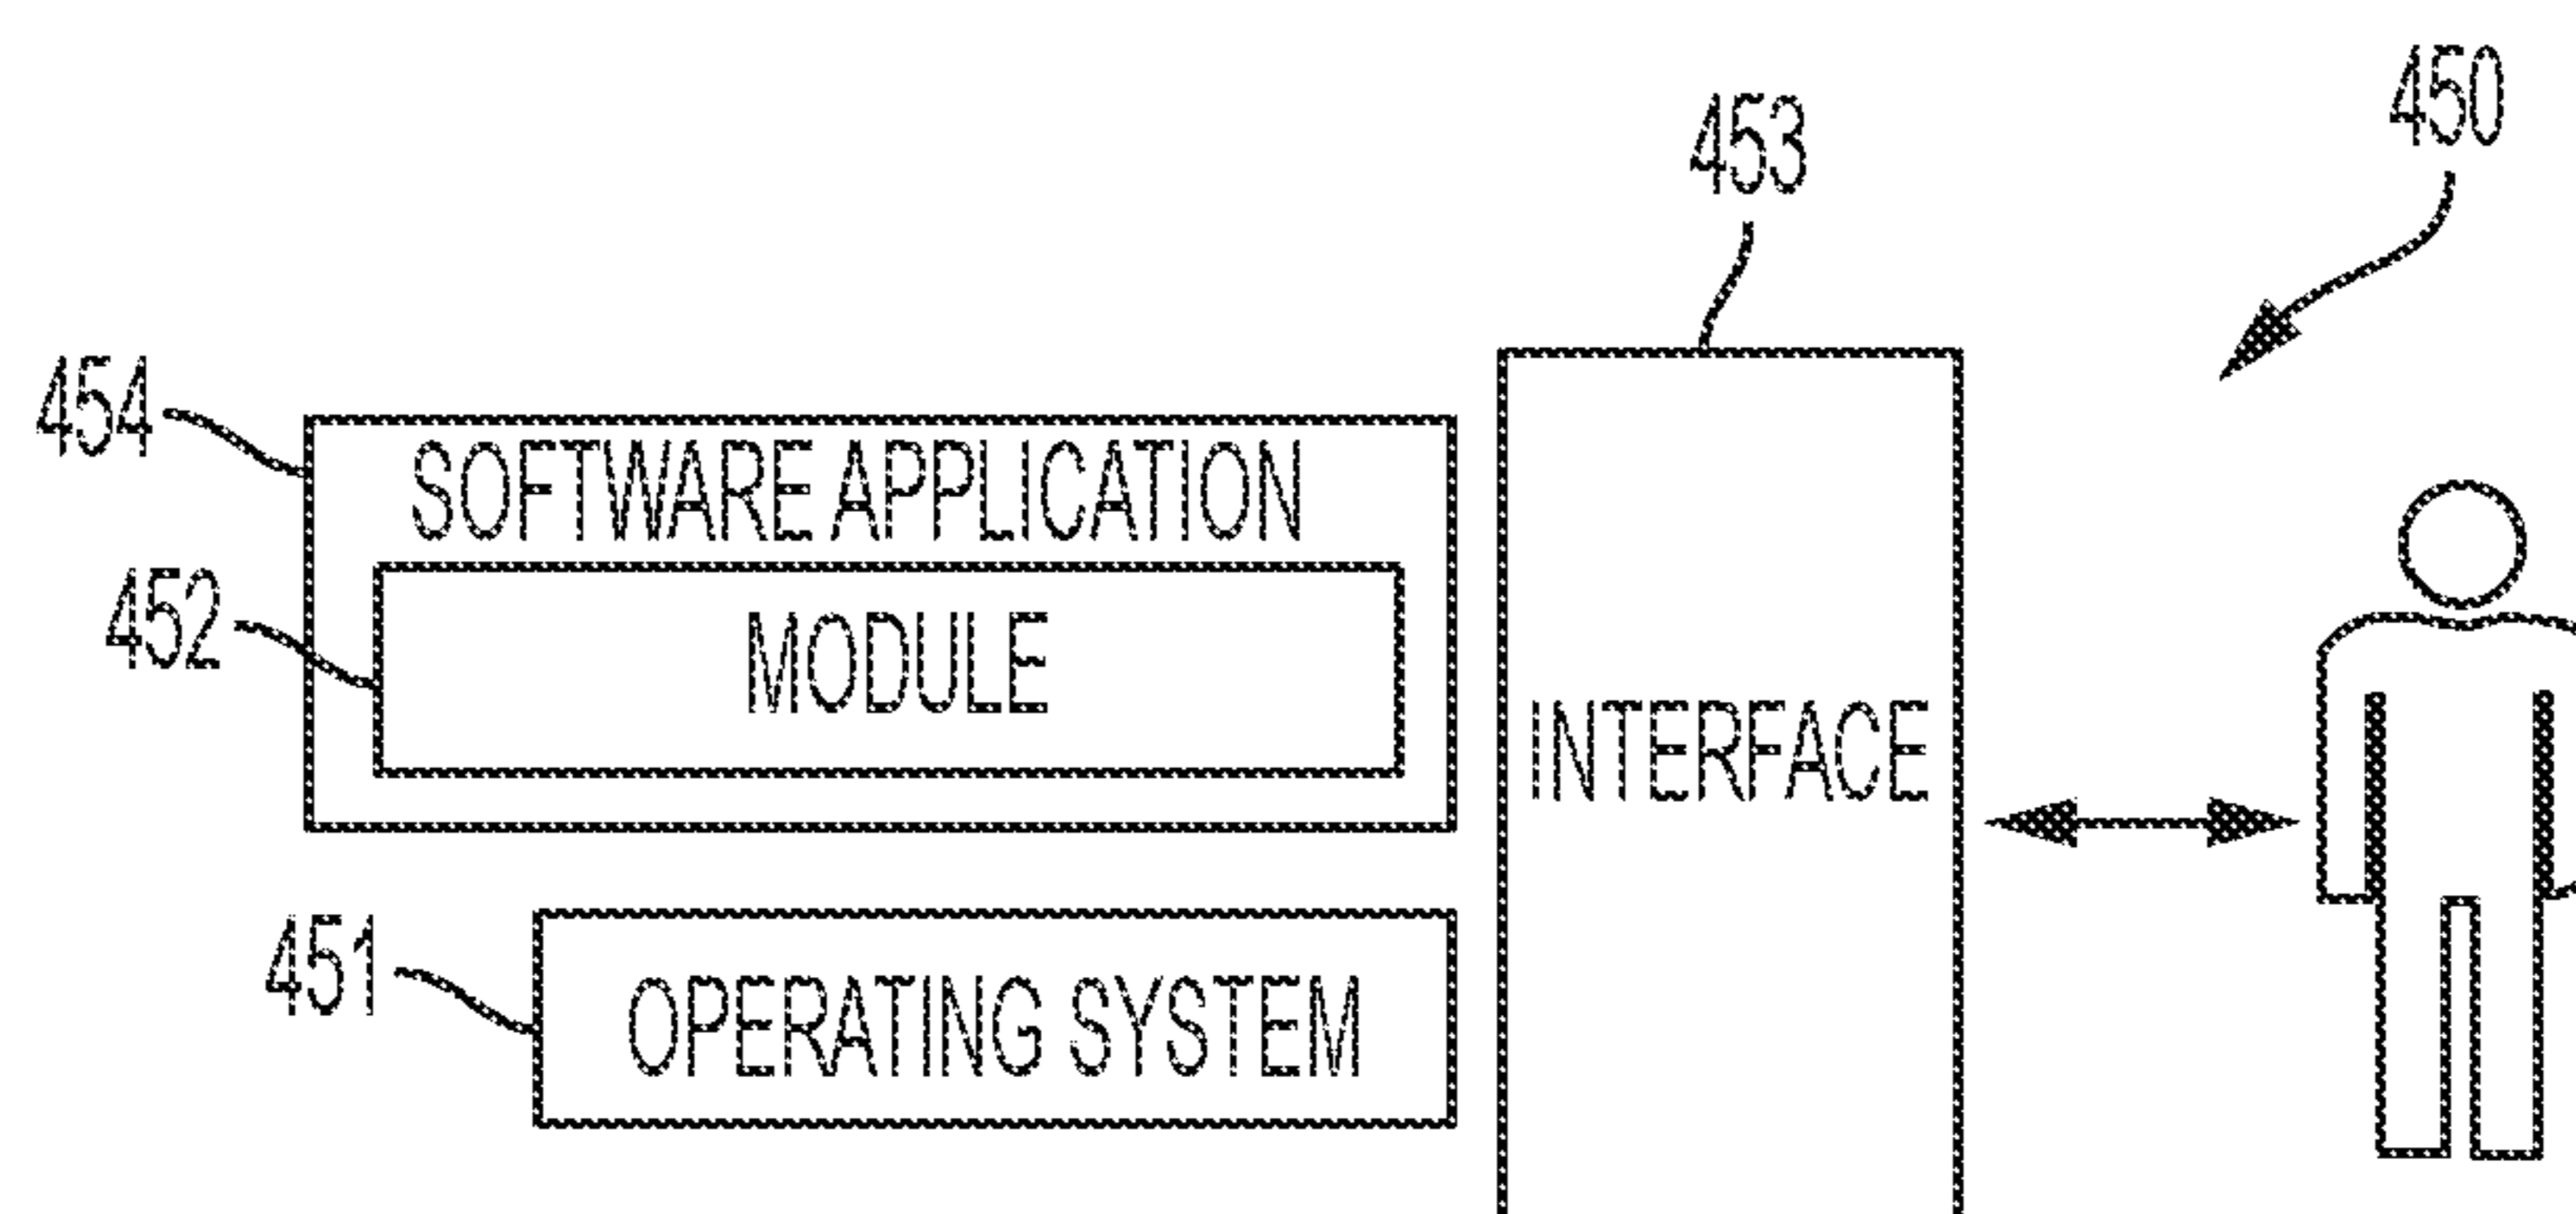 450
453
454
SOFTWARE APPLICATION
452
MODULE
INTERFACE
451
OPERATING SYSTEM